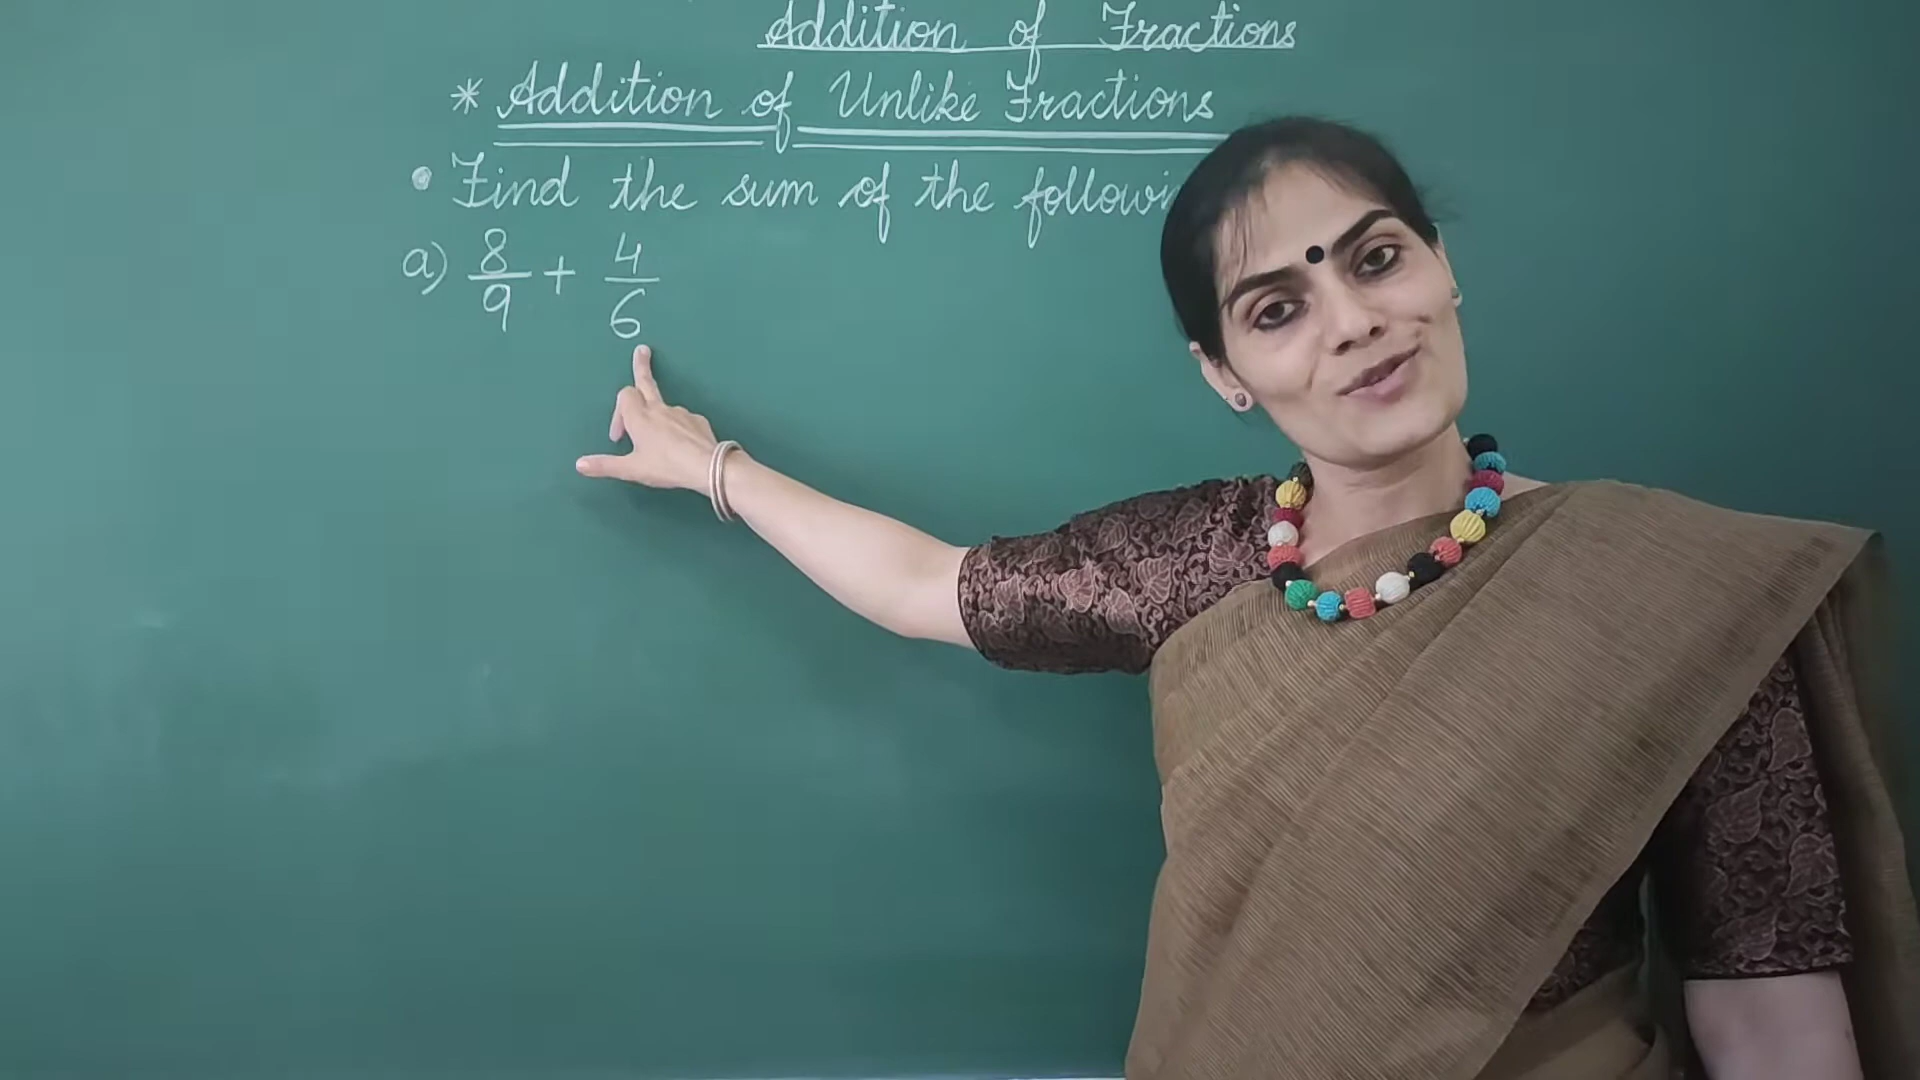 Addition of Fractions
* Addition of Unlike Fractions
• Find the sum of the
a) 8/9 + 4/6